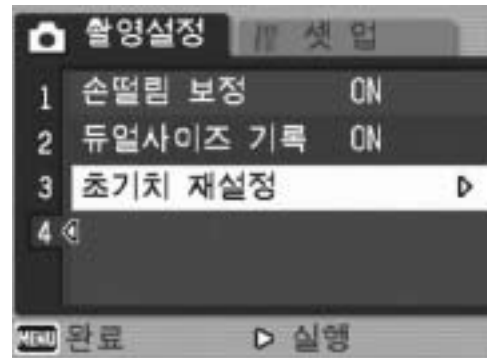 촬영설정 셋 업
1 손떨림 보정 ON
2 듀얼사이즈 기록 ON
3 초기치 재설정
4
MENU 완료 실행